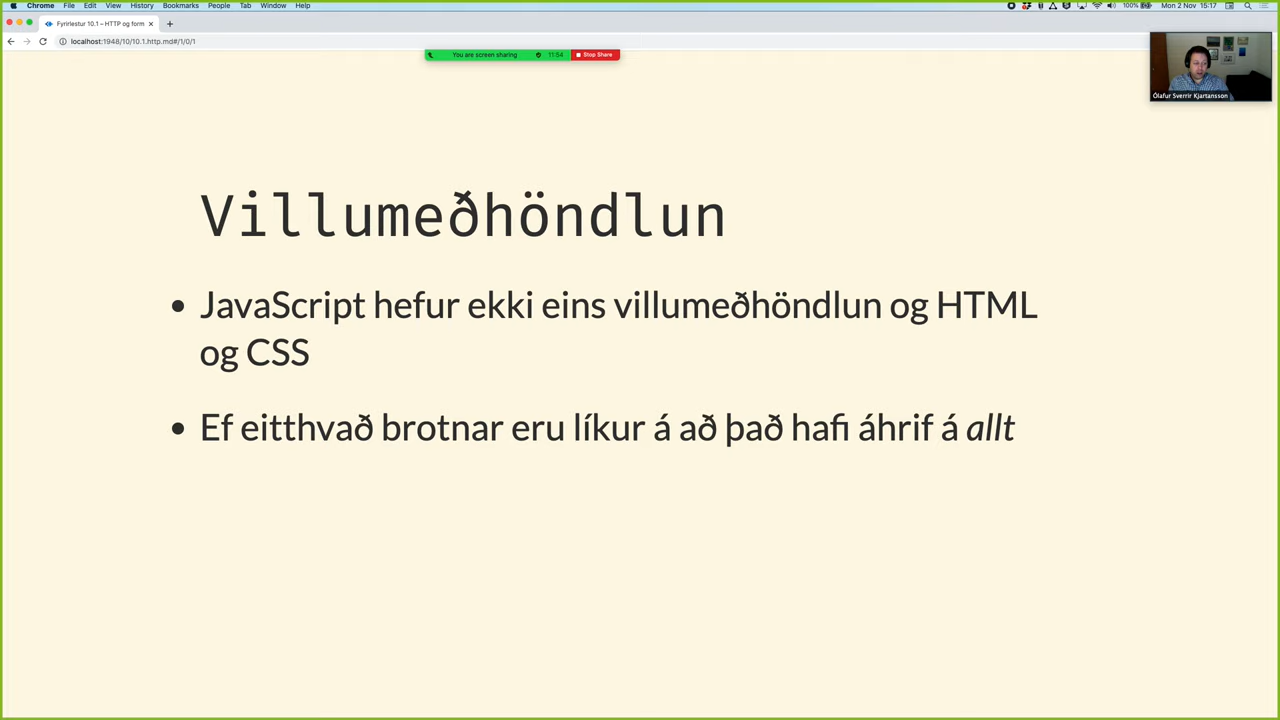 Chrome File Edit View History Bookmarks People Tab Window Help
100%
Mon 2 Nov 15:17
Fyrirlestur 10.1 – HTTP og form
localhost:1948/10/10.1.http.md#/1/0/1
You are screen sharing
11:54
Stop Share
Ólafur Sverrir Kjartansson
Villumeðhöndlun
JavaScript hefur ekki eins villumeðhöndlun og HTML
og CSS
Ef eitthvað brotnar eru líkur á að það hafi áhrif á allt